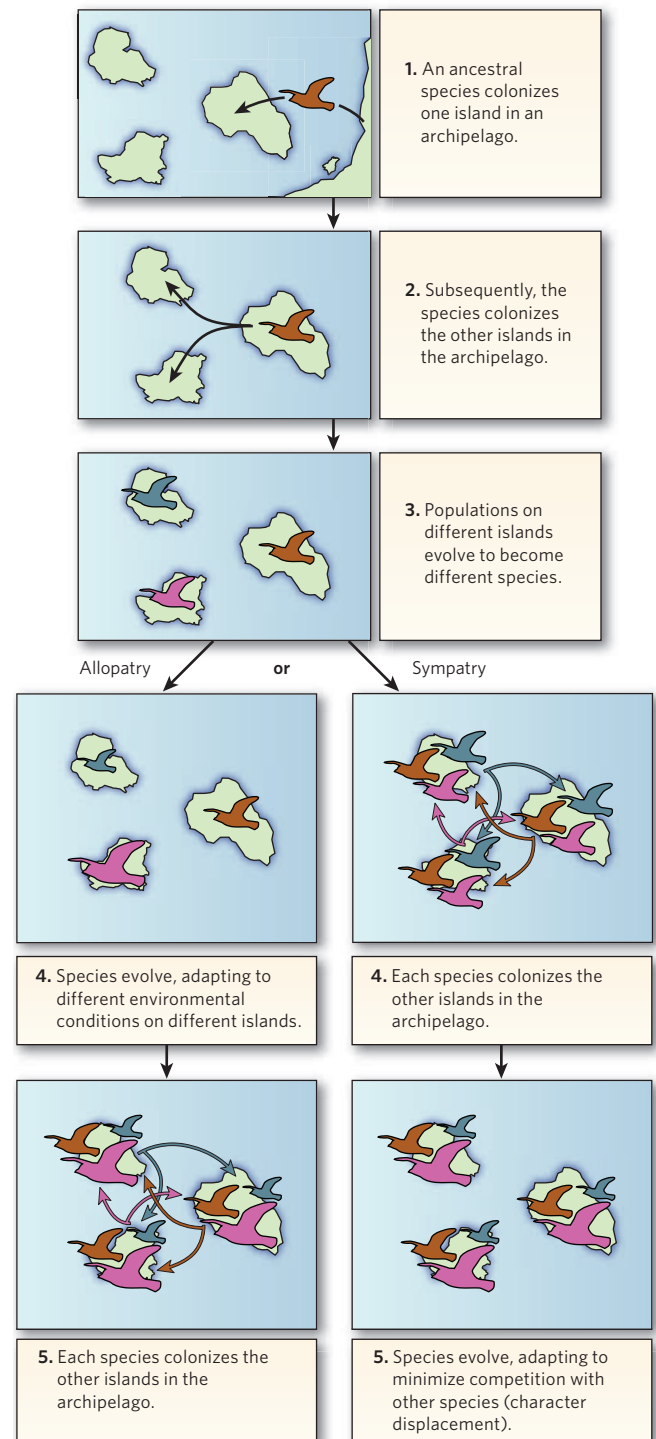 1. An ancestral
species colonizes
one island in an
archipelago.
2. Subsequently, the
species colonizes
the other islands in
the archipelago.
3. Populations on
different islands
evolve to become
different species.
Allopatry or Sympatry
4. Species evolve, adapting to
different environmental
conditions on different islands.
4. Each species colonizes the
other islands in the
archipelago.
5. Each species colonizes the
other islands in the
archipelago.
5. Species evolve, adapting to
minimize competition with
other species (character
displacement).